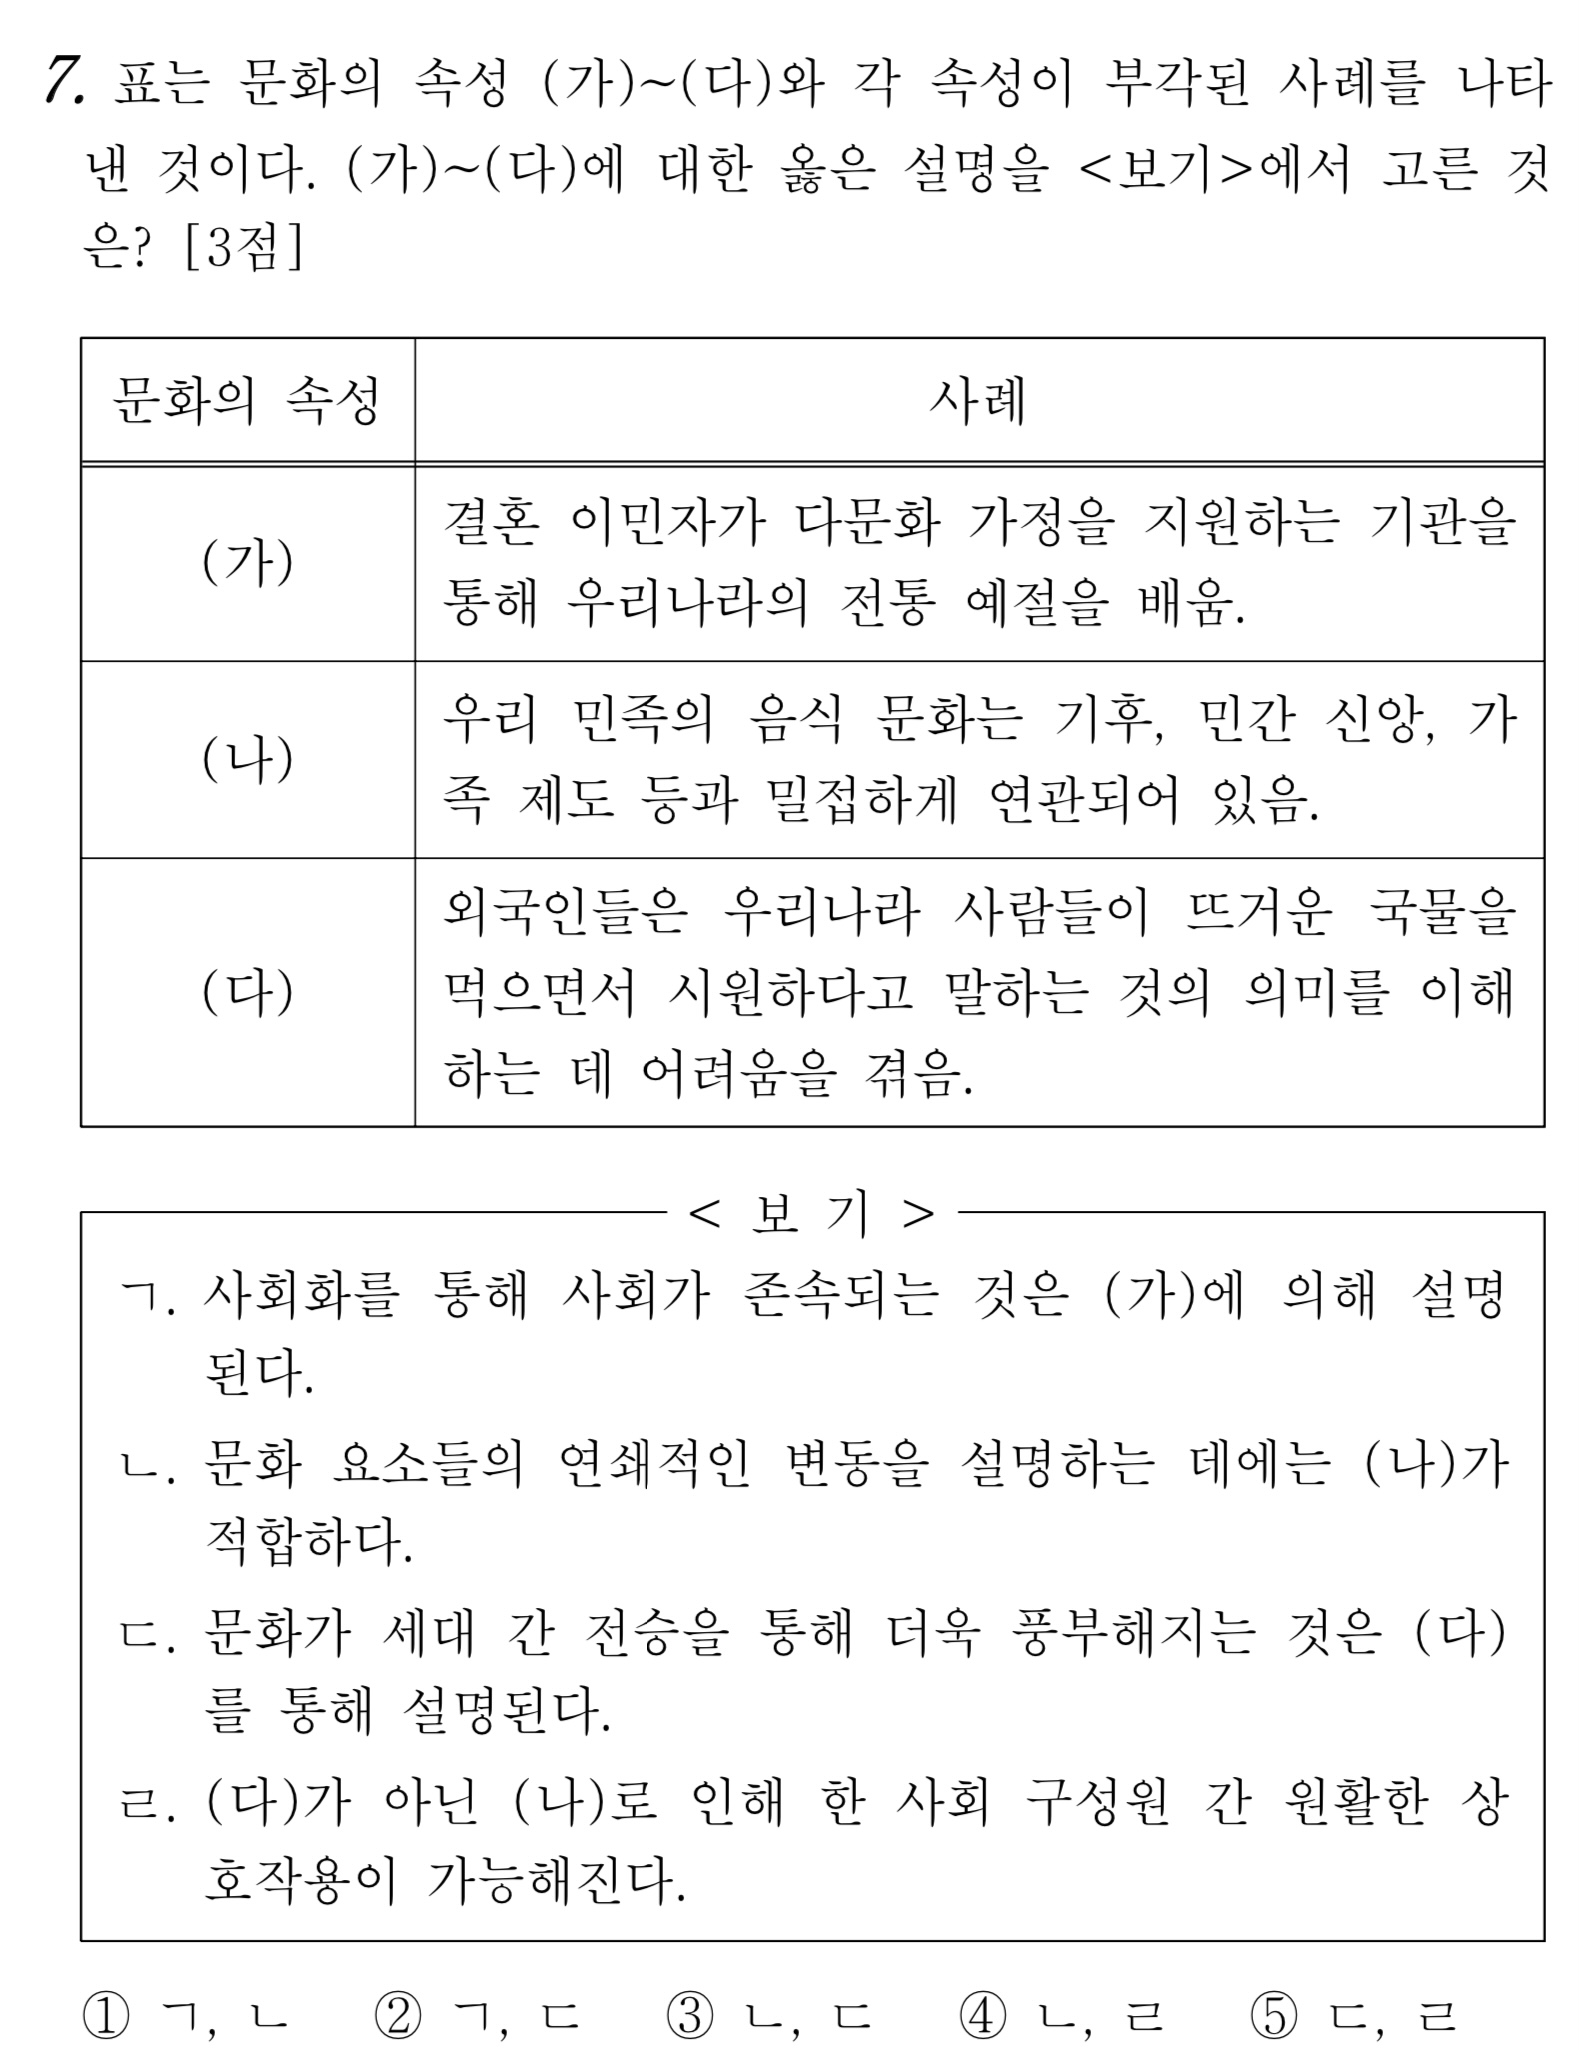 7. 표는 문화의 속성 (가)~(다)와 각 속성이 부각된 사례를 나타
낸 것이다. (가)~(다)에 대한 옳은 설명을 <보기>에서 고른 것
은? [3점]
문화의 속성 사례
(가)
결혼 이민자가 다문화 가정을 지원하는 기관을
통해 우리나라의 전통 예절을 배움.
(나)
우리 민족의 음식 문화는 기후, 민간 신앙, 가
족 제도 등과 밀접하게 연관되어 있음.
(다)
외국인들은 우리나라 사람들이 뜨거운 국물을
먹으면서 시원하다고 말하는 것의 의미를 이해
하는 데 어려움을 겪음.
< 보 기 >
ㄱ. 사회화를 통해 사회가 존속되는 것은 (가)에 의해 설명
된다.
ㄴ. 문화 요소들의 연쇄적인 변동을 설명하는 데에는 (나)가
적합하다.
ㄷ. 문화가 세대 간 전승을 통해 더욱 풍부해지는 것은 (다)
를 통해 설명된다.
ㄹ. (다)가 아닌 (나)로 인해 한 사회 구성원 간 원활한 상
호작용이 가능해진다.
① ㄱ, ㄴ ② ㄱ, ㄷ ③ ㄴ, ㄷ ④ ㄴ, ㄹ ⑤ ㄷ, ㄹ